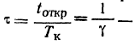 τ = t_откр / T_к = 1 / γ —